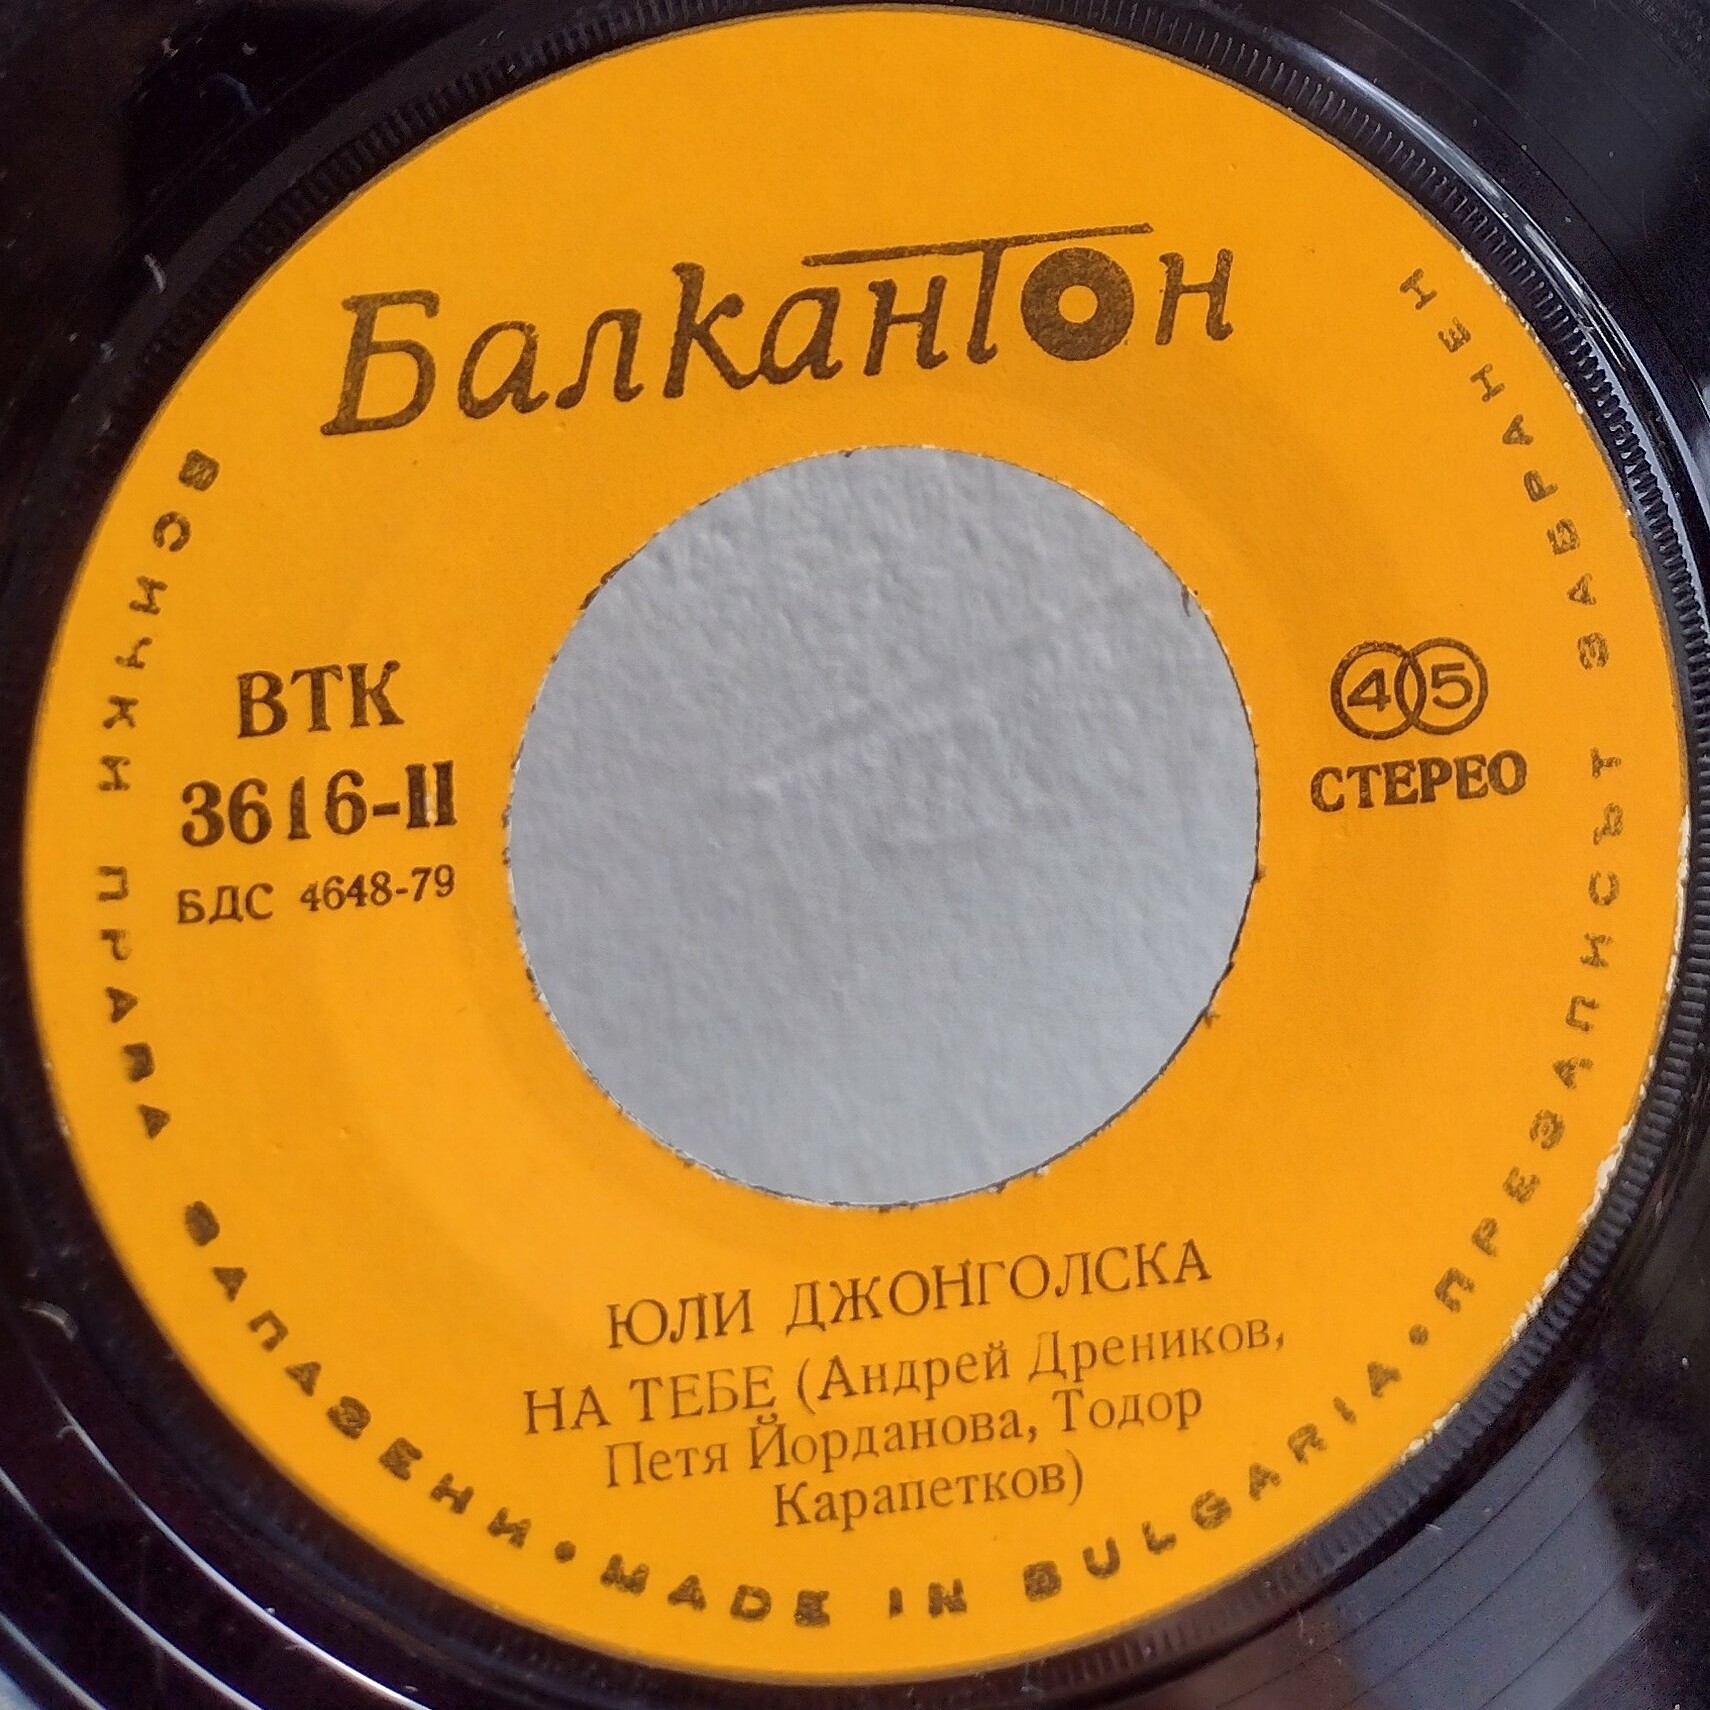 Балкантон
ВТК
3616-II
БДС 4648-79
45
СТЕРЕО
ЮЛИ ДЖОНГОЛСКА
НА ТЕБЕ (Андрей Дреников,
Петя Йорданова, Тодор
Карапетков)
ВСИЧКИ ПРАВА ЗАПАЗЕНИ • MADE IN BULGARIA • ПРЕЗАПИСЪТ ЗАБРАНЕН